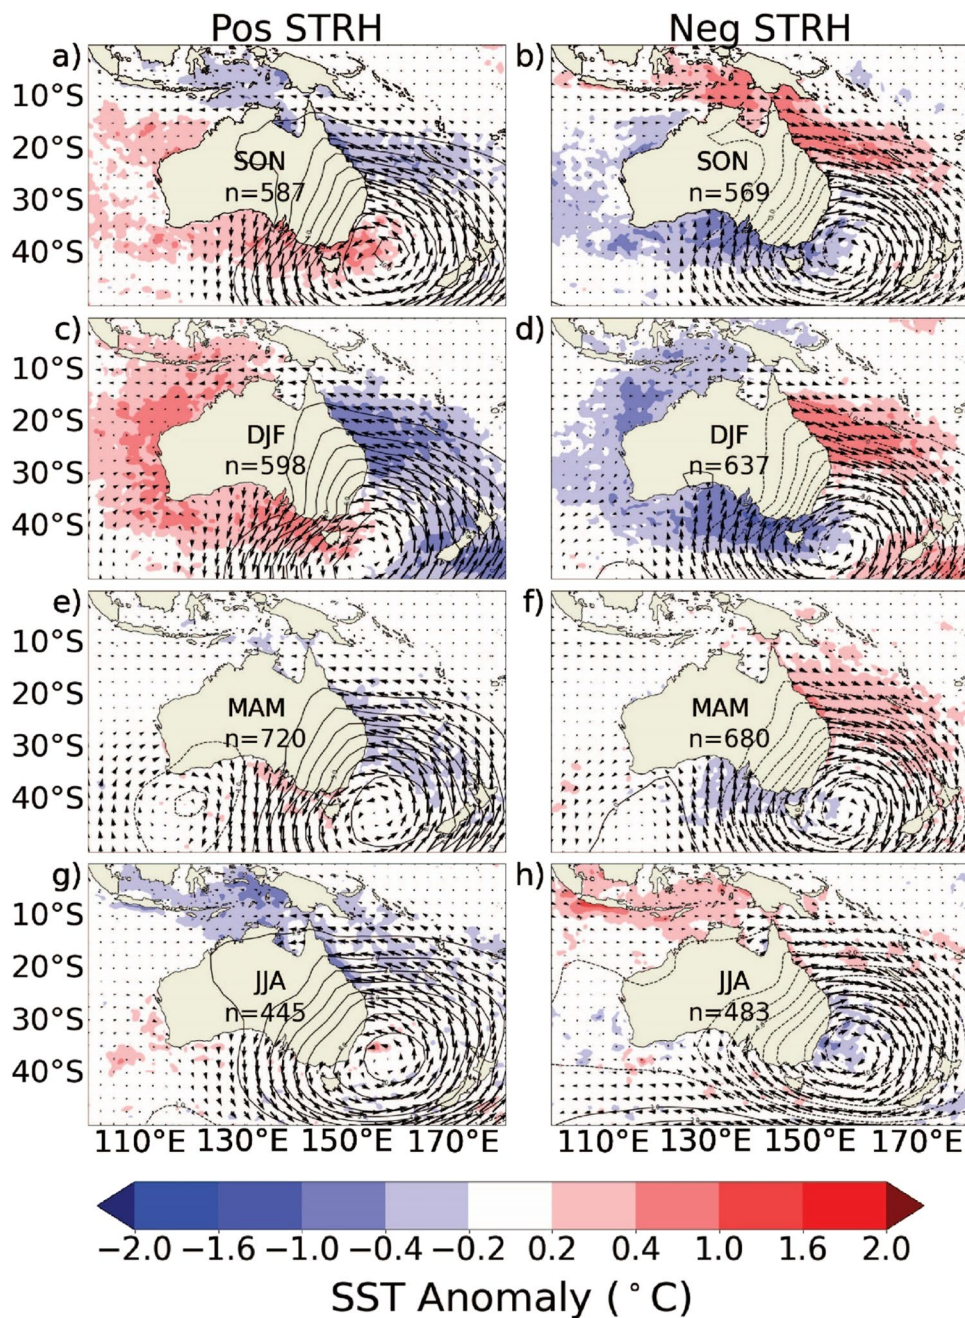 Pos STRH
Neg STRH
a)
b)
10°S
20°S
30°S
40°S
SON
n=587
SON
n=569
c)
d)
10°S
20°S
30°S
40°S
DJF
n=598
DJF
n=637
e)
f)
10°S
20°S
30°S
40°S
MAM
n=720
MAM
n=680
g)
h)
10°S
20°S
30°S
40°S
JJA
n=445
JJA
n=483
110°E 130°E 150°E 170°E
110°E 130°E 150°E 170°E
−2.0 −1.6 −1.0 −0.4 −0.2 0.2 0.4 1.0 1.6 2.0
SST Anomaly (°C)